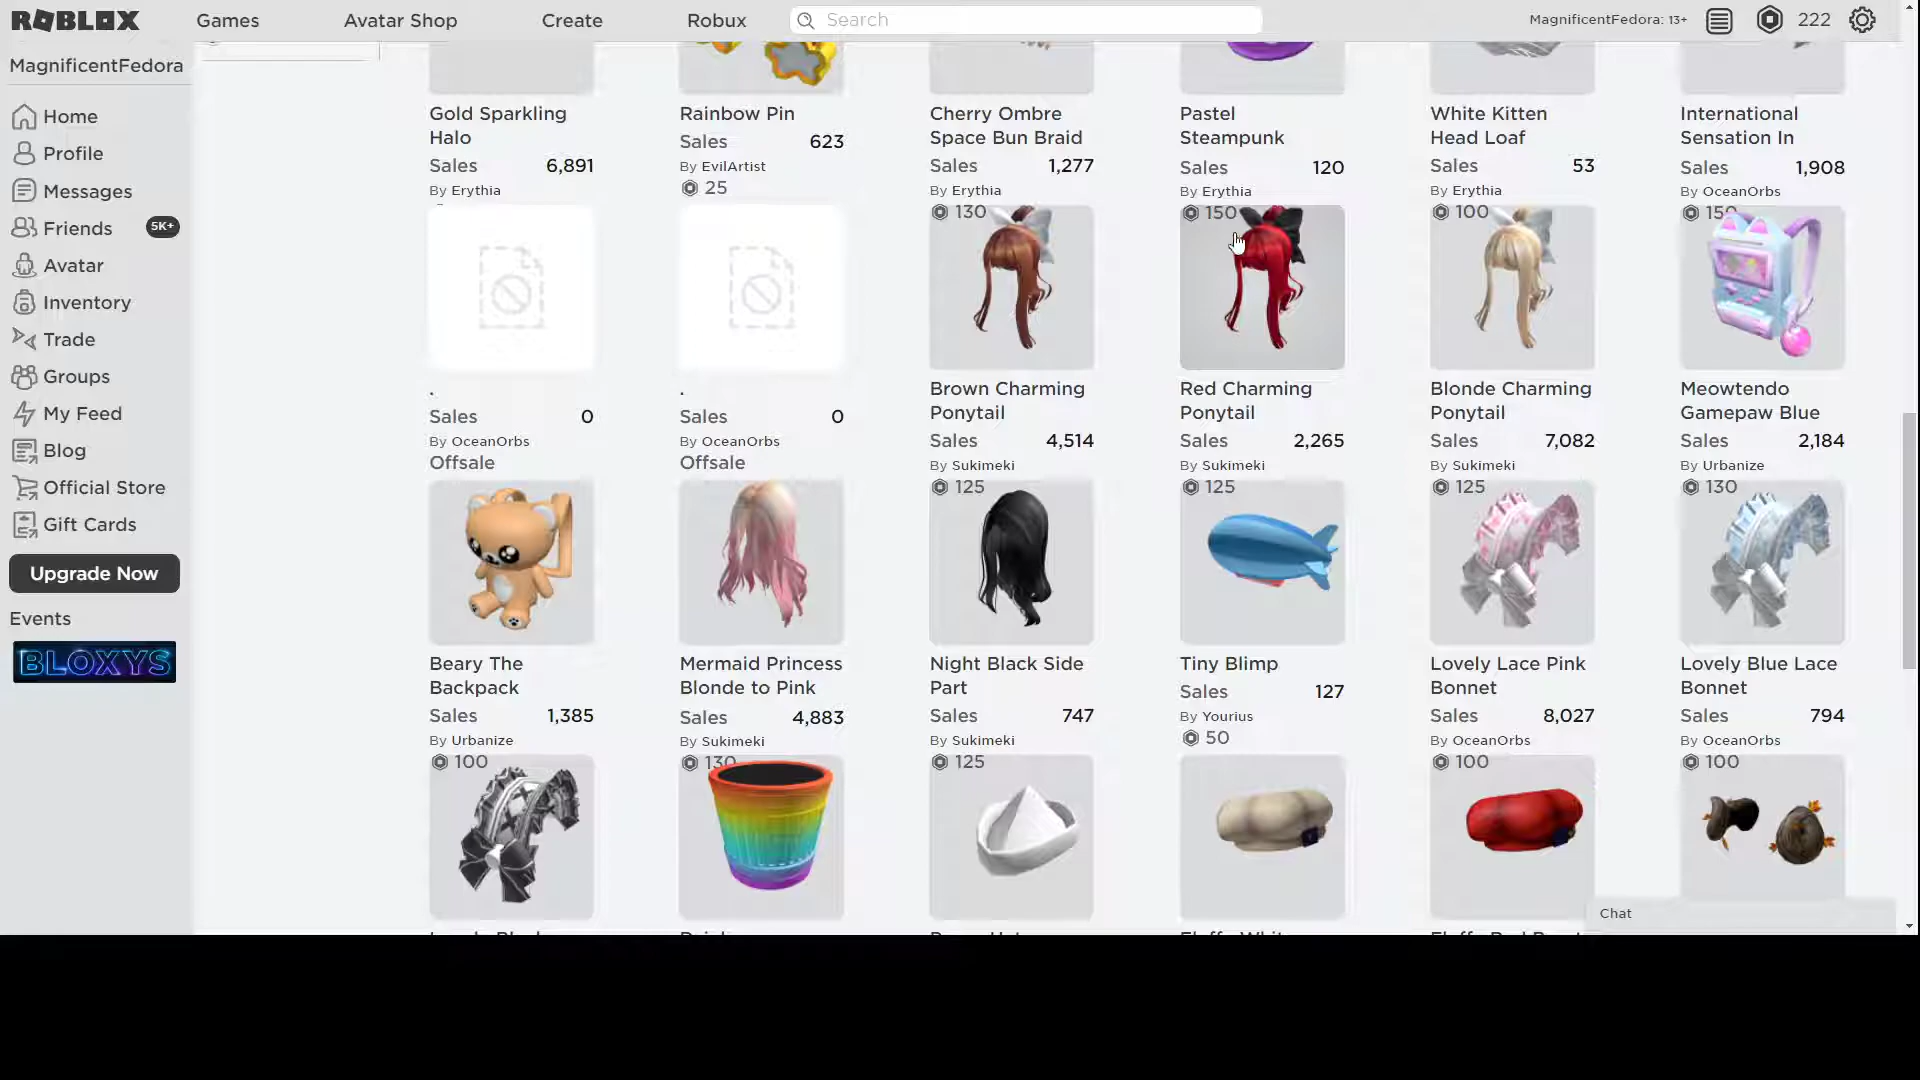 ROBLOX
Games
Avatar Shop
Create
Robux
Search
MagnificentFedora: 13+
222
MagnificentFedora
Home
Profile
Messages
Friends
5K+
Avatar
Inventory
Trade
Groups
My Feed
Blog
Official Store
Gift Cards
Upgrade Now
Events
BLOXYS
Gold Sparkling
Halo
Sales 6,891
By Erythia
Rainbow Pin
Sales 623
By EvilArtist
25
Cherry Ombre
Space Bun Braid
Sales 1,277
By Erythia
130
Pastel
Steampunk
Sales 120
By Erythia
150
White Kitten
Head Loaf
Sales 53
By Erythia
100
International
Sensation In
Sales 1,908
By OceanOrbs
150
.
Sales 0
By OceanOrbs
Offsale
.
Sales 0
By OceanOrbs
Offsale
Brown Charming
Ponytail
Sales 4,514
By Sukimeki
125
Red Charming
Ponytail
Sales 2,265
By Sukimeki
125
Blonde Charming
Ponytail
Sales 7,082
By Sukimeki
125
Meowtendo
Gamepaw Blue
Sales 2,184
By Urbanize
130
Beary The
Backpack
Sales 1,385
By Urbanize
100
Mermaid Princess
Blonde to Pink
Sales 4,883
By Sukimeki
130
Night Black Side
Part
Sales 747
By Sukimeki
125
Tiny Blimp
Sales 127
By Yourius
50
Lovely Lace Pink
Bonnet
Sales 8,027
By OceanOrbs
100
Lovely Blue Lace
Bonnet
Sales 794
By OceanOrbs
100
Chat